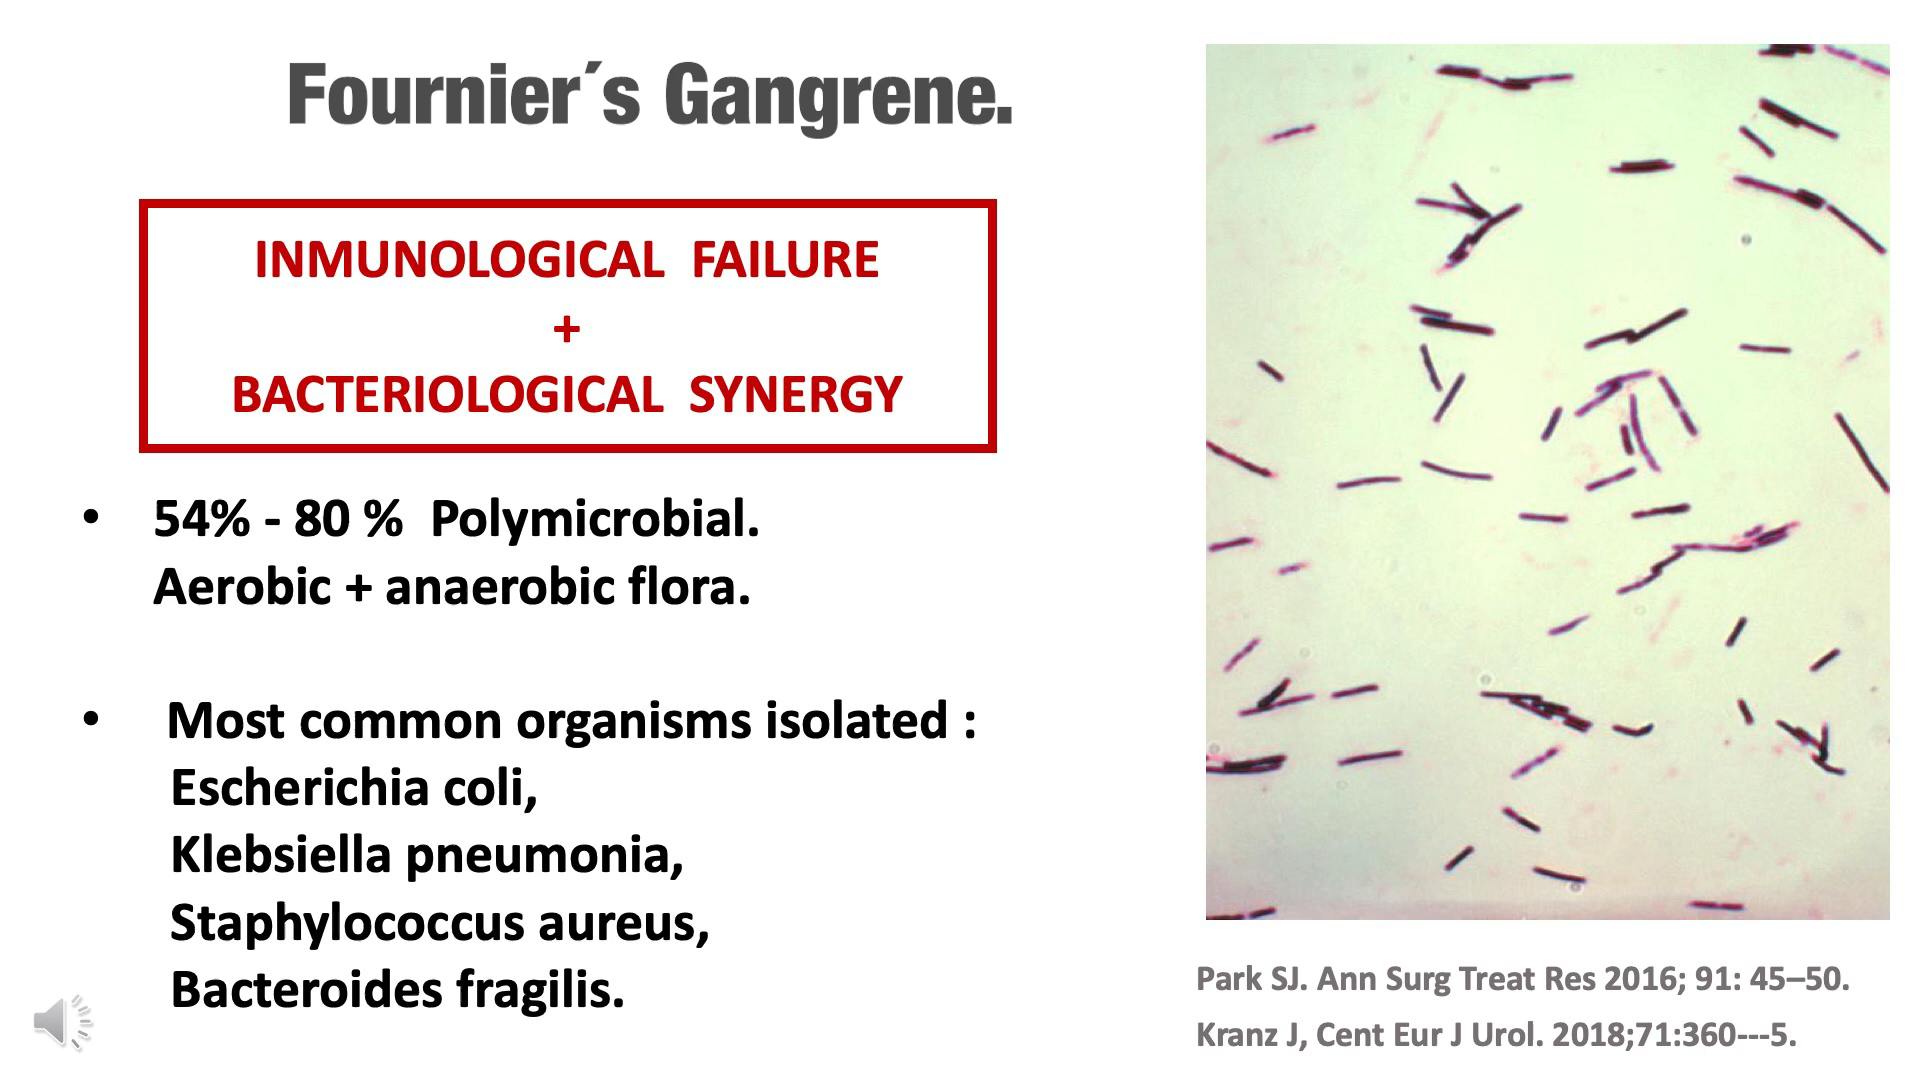 Fournier´s Gangrene.
INMUNOLOGICAL FAILURE
+
BACTERIOLOGICAL SYNERGY
• 54% - 80 % Polymicrobial.
Aerobic + anaerobic flora.
• Most common organisms isolated :
Escherichia coli,
Klebsiella pneumonia,
Staphylococcus aureus,
Bacteroides fragilis.
Park SJ. Ann Surg Treat Res 2016; 91: 45–50.
Kranz J, Cent Eur J Urol. 2018;71:360---5.